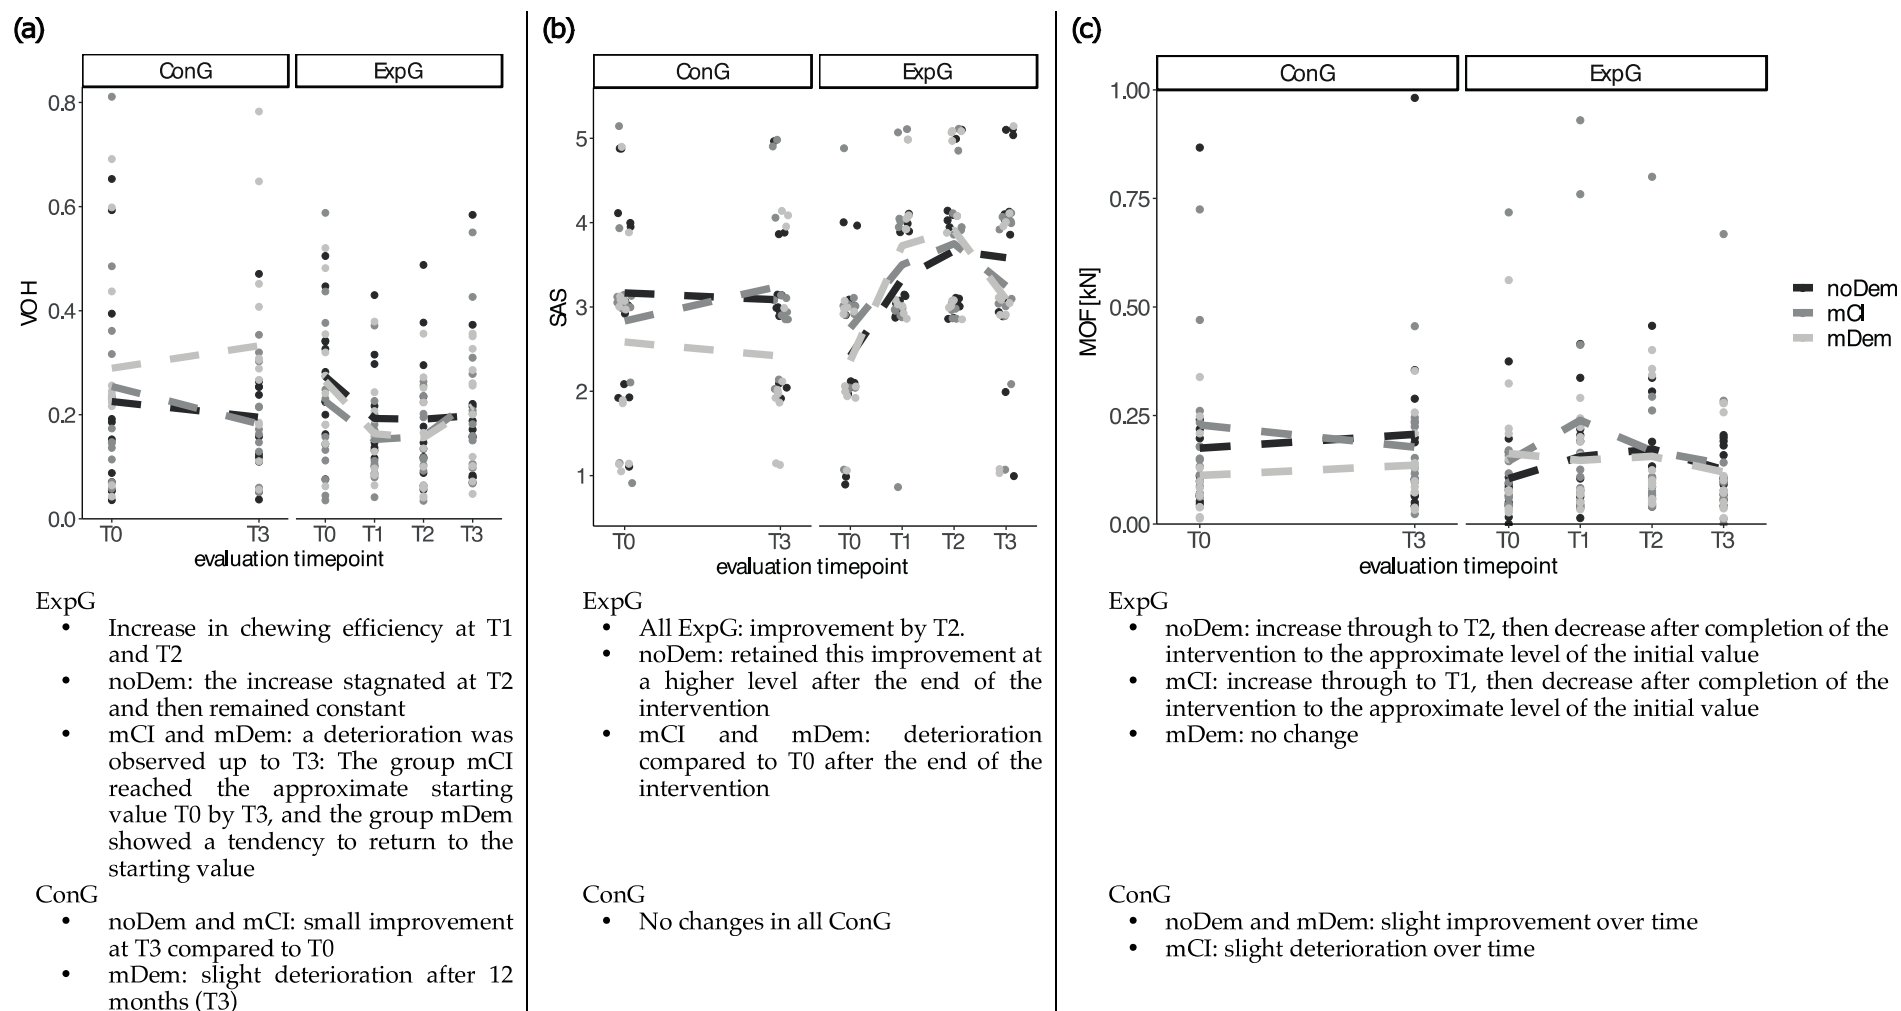 (a)
ConG
ExpG
0.8
0.6
0.4
0.2
0.0
VOH
T0
T3
T0
T1
T2
T3
evaluation timepoint
ExpG
• Increase in chewing efficiency at T1
and T2
• noDem: the increase stagnated at T2
and then remained constant
• mCI and mDem: a deterioration was
observed up to T3: The group mCI
reached the approximate starting
value T0 by T3, and the group mDem
showed a tendency to return to the
starting value
ConG
• noDem and mCI: small improvement
at T3 compared to T0
• mDem: slight deterioration after 12
months (T3)
(b)
ConG
ExpG
5
4
3
2
1
SAS
T0
T3
T0
T1
T2
T3
evaluation timepoint
ExpG
• All ExpG: improvement by T2.
• noDem: retained this improvement at
a higher level after the end of the
intervention
• mCI and mDem: deterioration
compared to T0 after the end of the
intervention
ConG
• No changes in all ConG
(c)
ConG
ExpG
1.00
0.75
0.50
0.25
0.00
MOF[kN]
T0
T3
T0
T1
T2
T3
evaluation timepoint
noDem
mCI
mDem
ExpG
• noDem: increase through to T2, then decrease after completion of the
intervention to the approximate level of the initial value
• mCI: increase through to T1, then decrease after completion of the
intervention to the approximate level of the initial value
• mDem: no change
ConG
• noDem and mDem: slight improvement over time
• mCI: slight deterioration over time